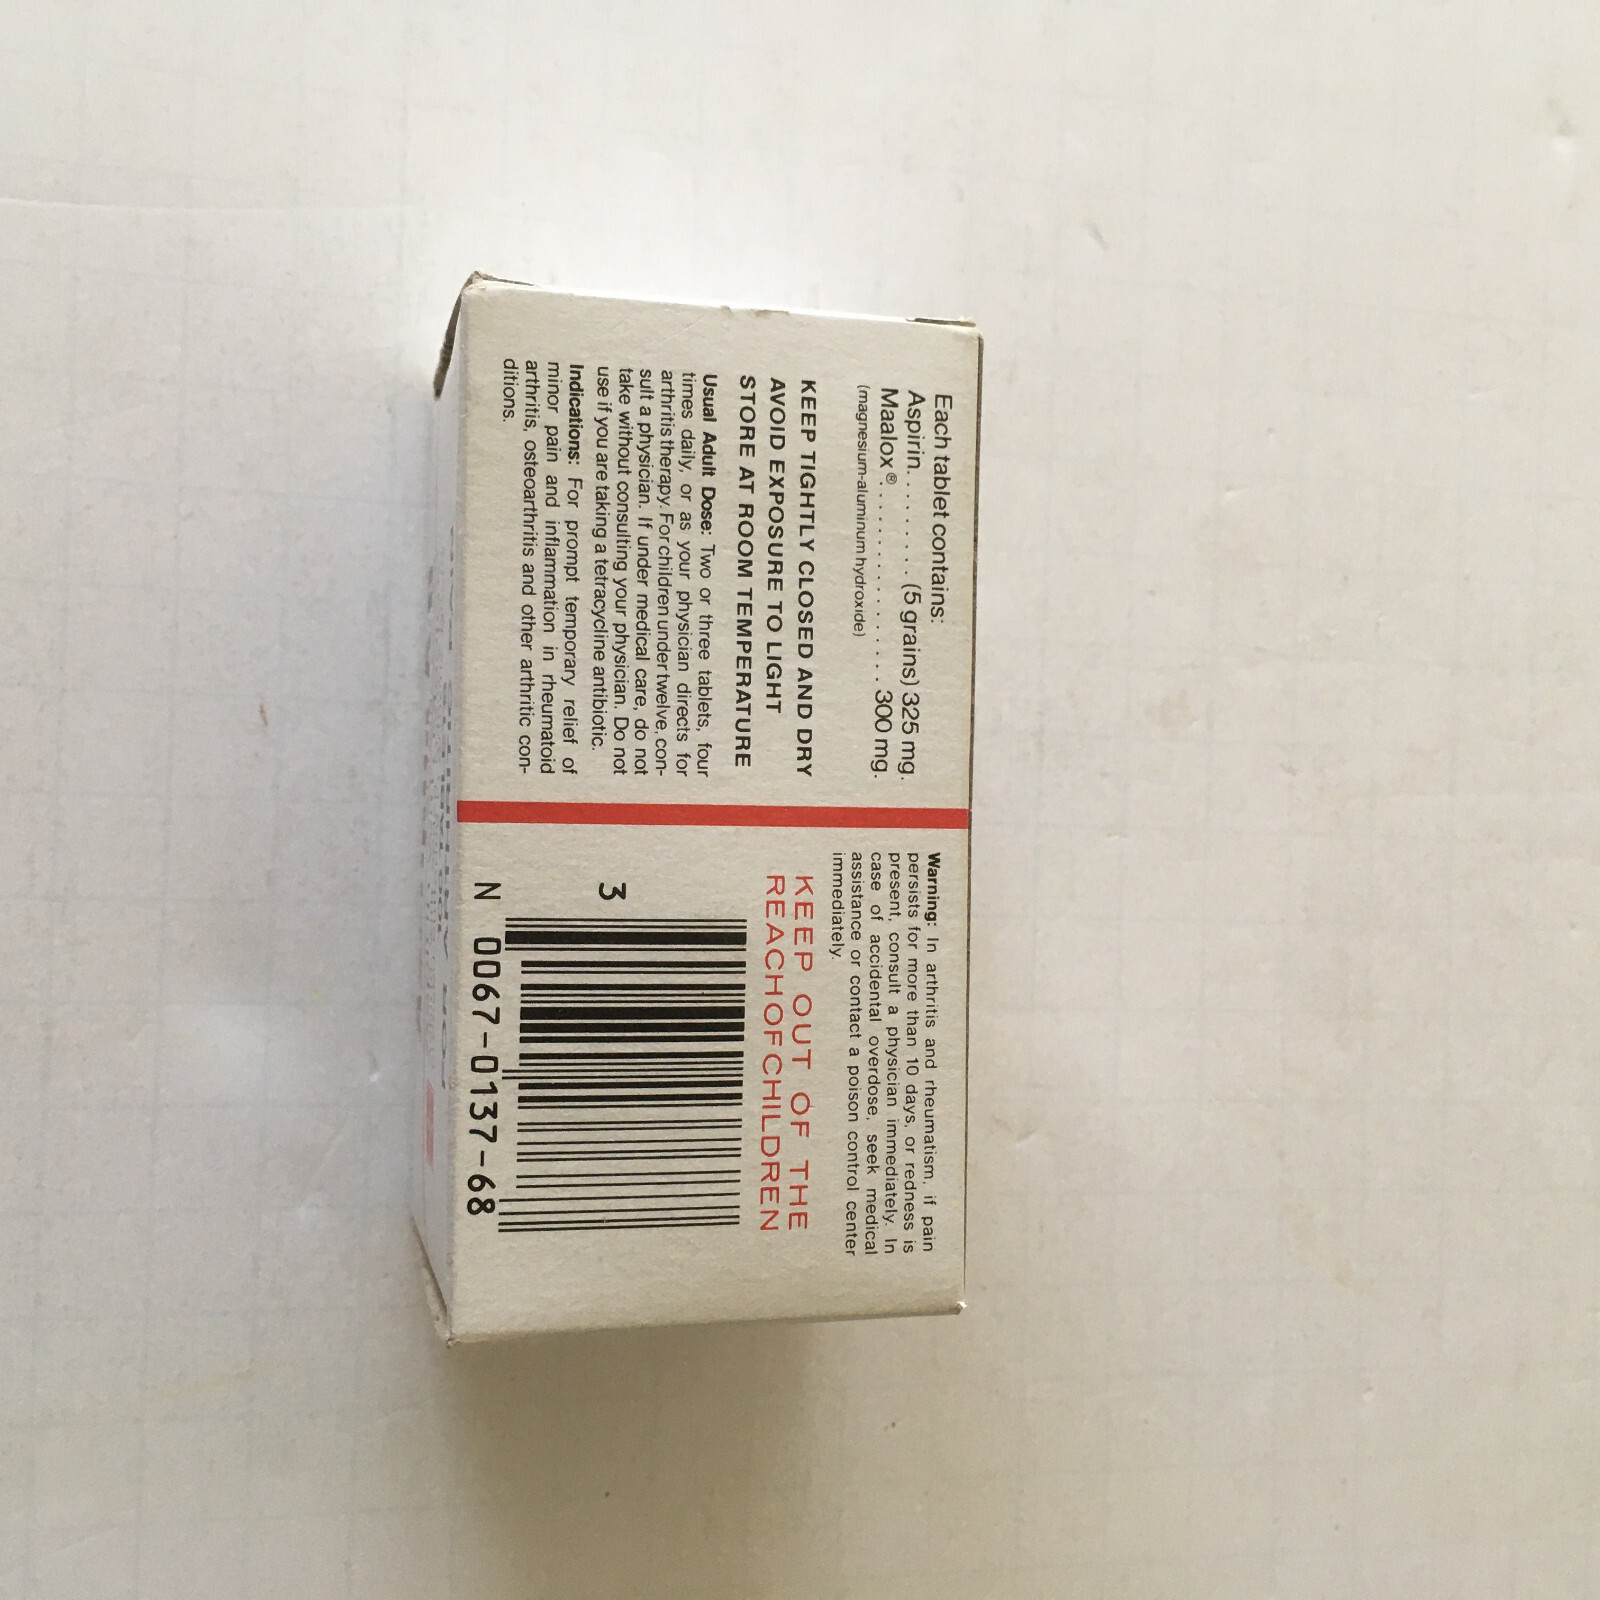 Each tablet contains:
Aspirin. . . . . . . . . (5 grains) 325 mg.
Maalox® . . . . . . . . . . . . . . . . 300 mg.
(magnesium-aluminum hydroxide)
KEEP TIGHTLY CLOSED AND DRY
AVOID EXPOSURE TO LIGHT
STORE AT ROOM TEMPERATURE
Usual Adult Dose: Two or three tablets, four
times daily, or as your physician directs for
arthritis therapy. For children under twelve, con-
sult a physician. If under medical care, do not
take without consulting your physician. Do not
use if you are taking a tetracycline antibiotic.
Indications: For prompt temporary relief of
minor pain and inflammation in rheumatoid
arthritis, osteoarthritis and other arthritic con-
ditions.
Warning: In arthritis and rheumatism, if pain
persists for more than 10 days, or redness is
present, consult a physician immediately. In
case of accidental overdose, seek medical
assistance or contact a poison control center
immediately.
KEEP OUT OF THE
REACH OF CHILDREN
3
N 0067-0137-68